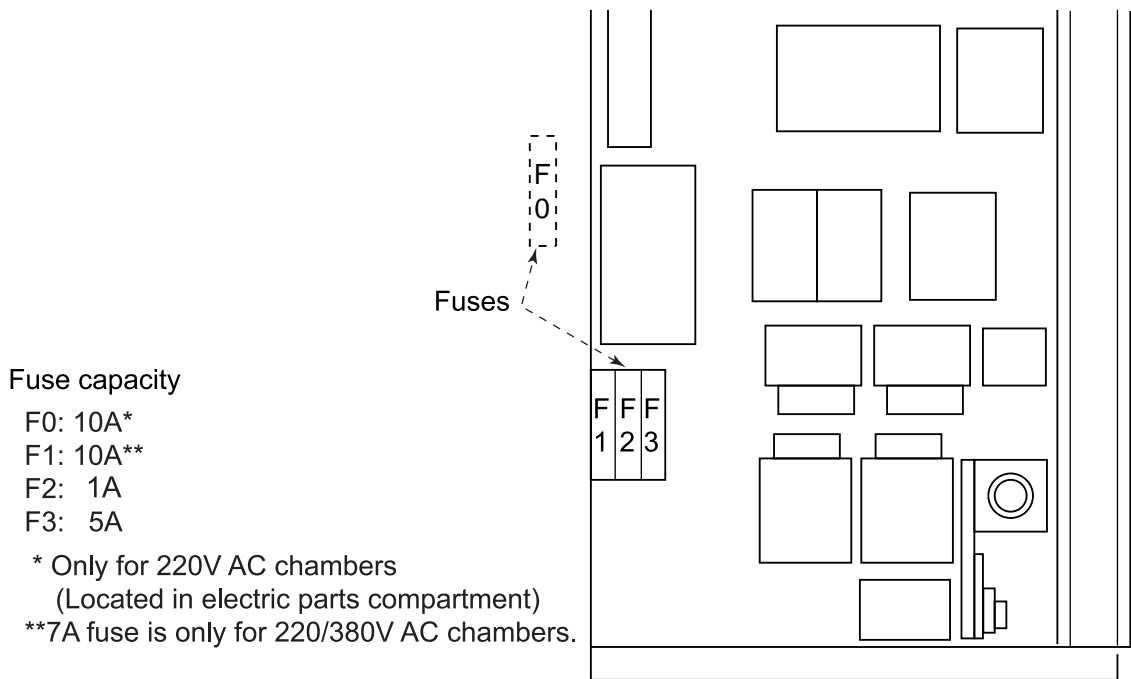 F
0
Fuses
Fuse capacity
F0: 10A*
F1: 10A**
F2: 1A
F3: 5A
* Only for 220V AC chambers
(Located in electric parts compartment)
**7A fuse is only for 220/380V AC chambers.
F F F
1 2 3